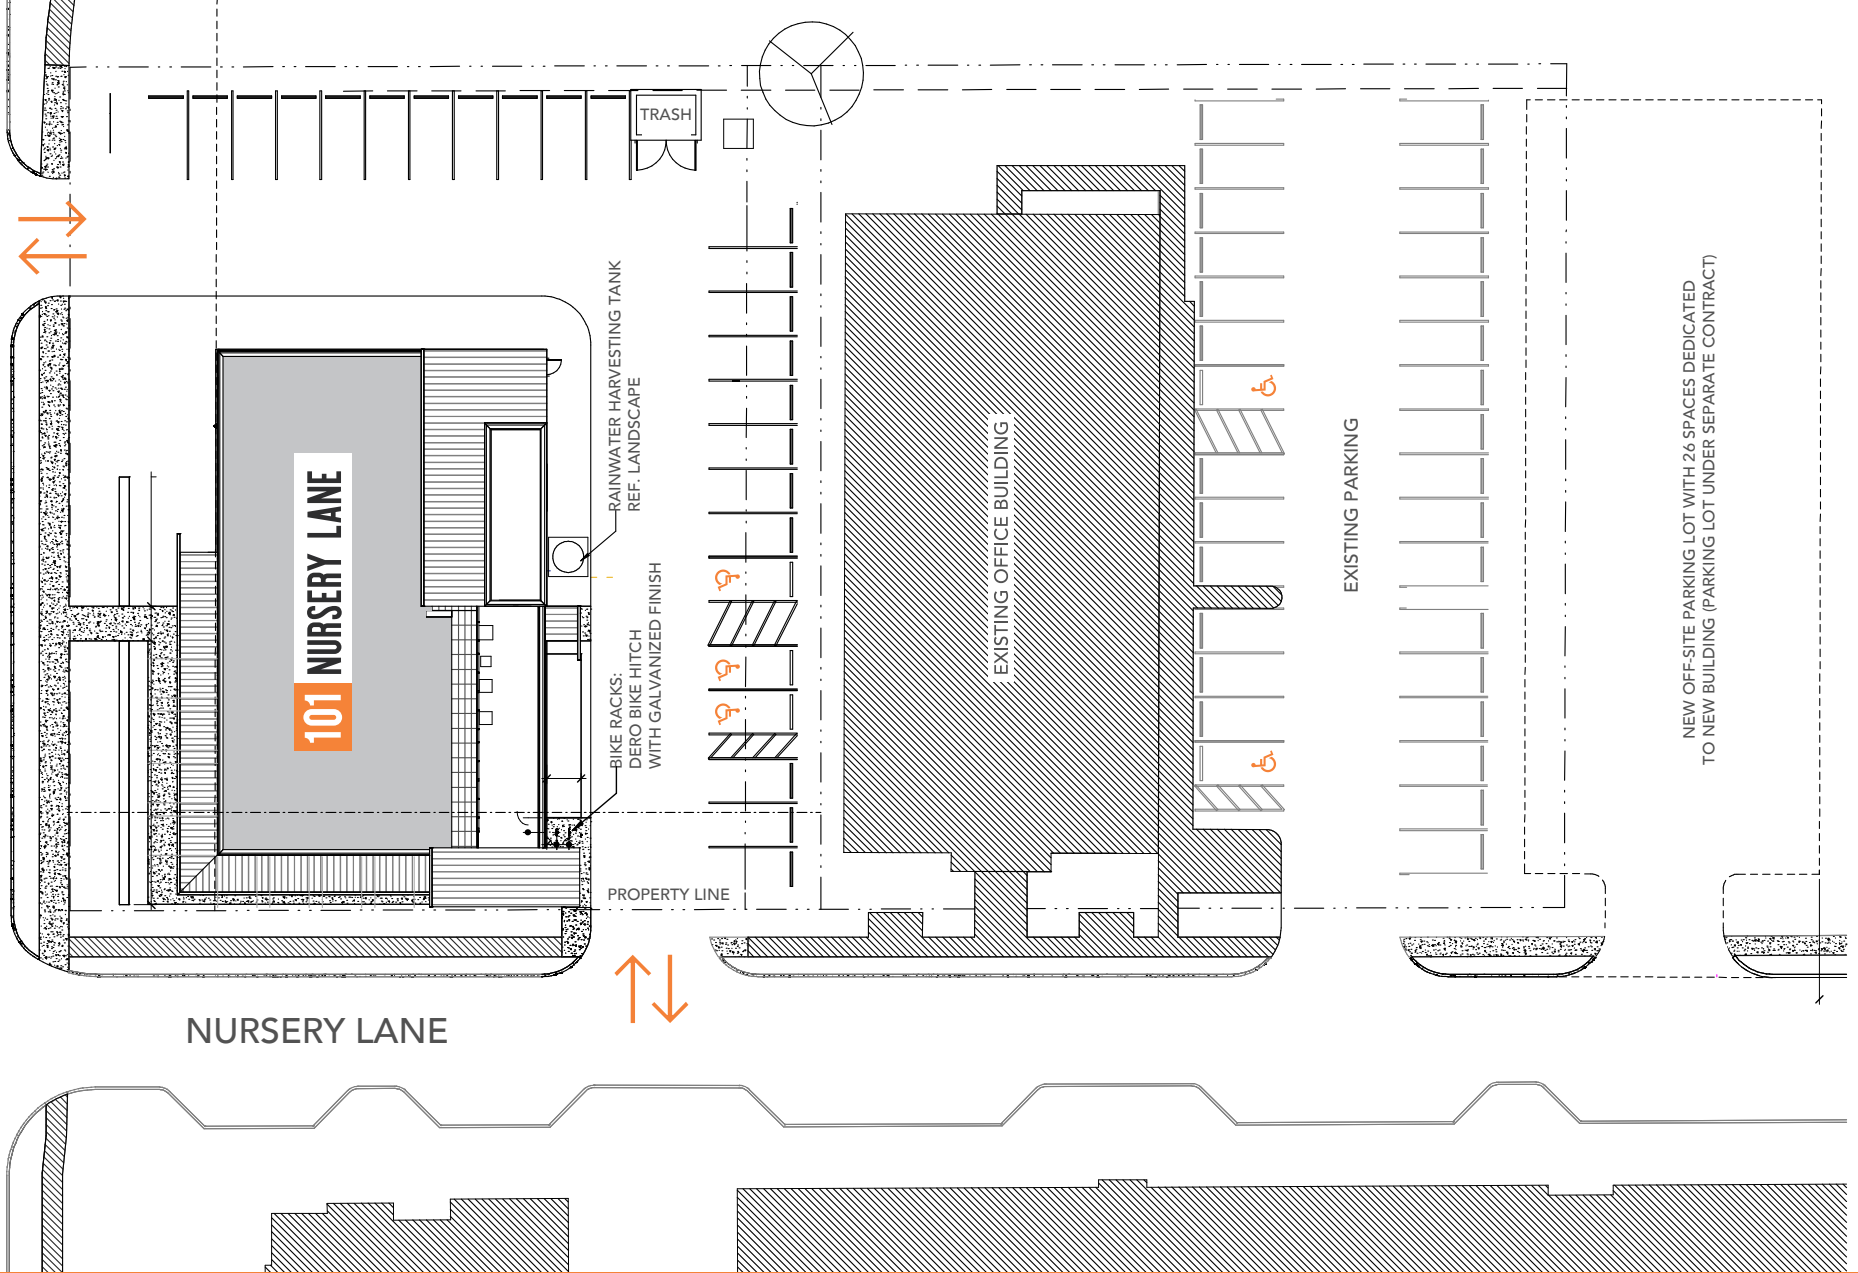 TRASH
RAINWATER HARVESTING TANK
REF. LANDSCAPE
101 NURSERY LANE
BIKE RACKS:
DERO BIKE HITCH
WITH GALVANIZED FINISH
EXISTING OFFICE BUILDING
EXISTING PARKING
NEW OFF-SITE PARKING LOT WITH 26 SPACES DEDICATED
TO NEW BUILDING (PARKING LOT UNDER SEPARATE CONTRACT)
PROPERTY LINE
NURSERY LANE